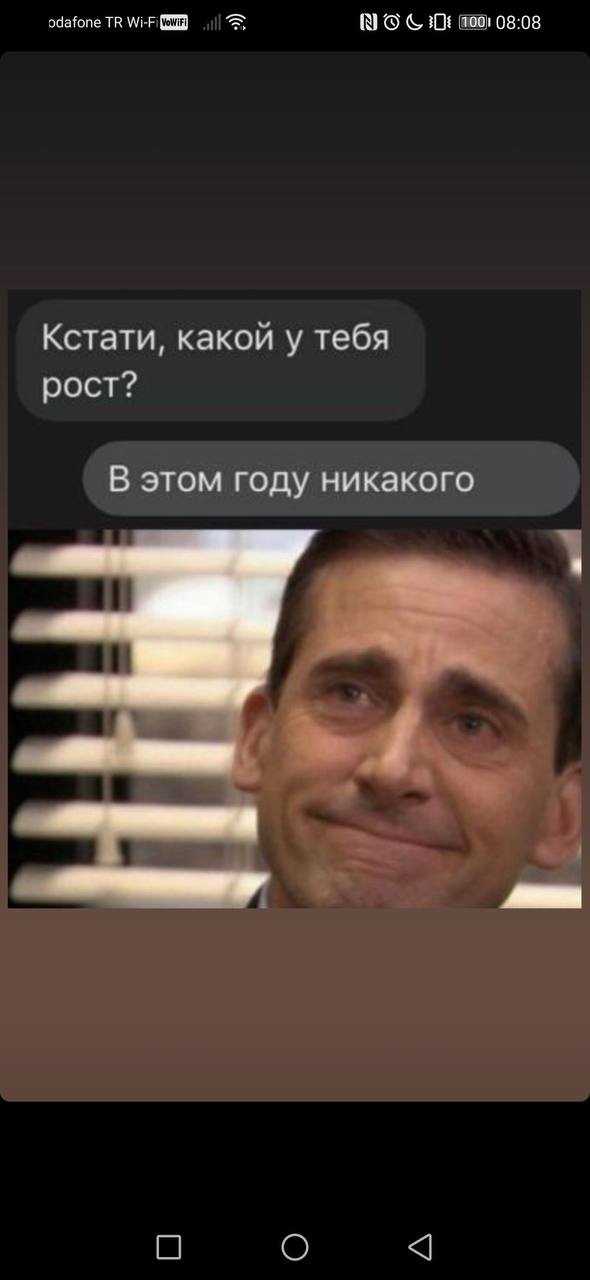 odafone TR Wi-Fi VoWiFi 100 08:08
Кстати, какой у тебя
рост?
В этом году никакого